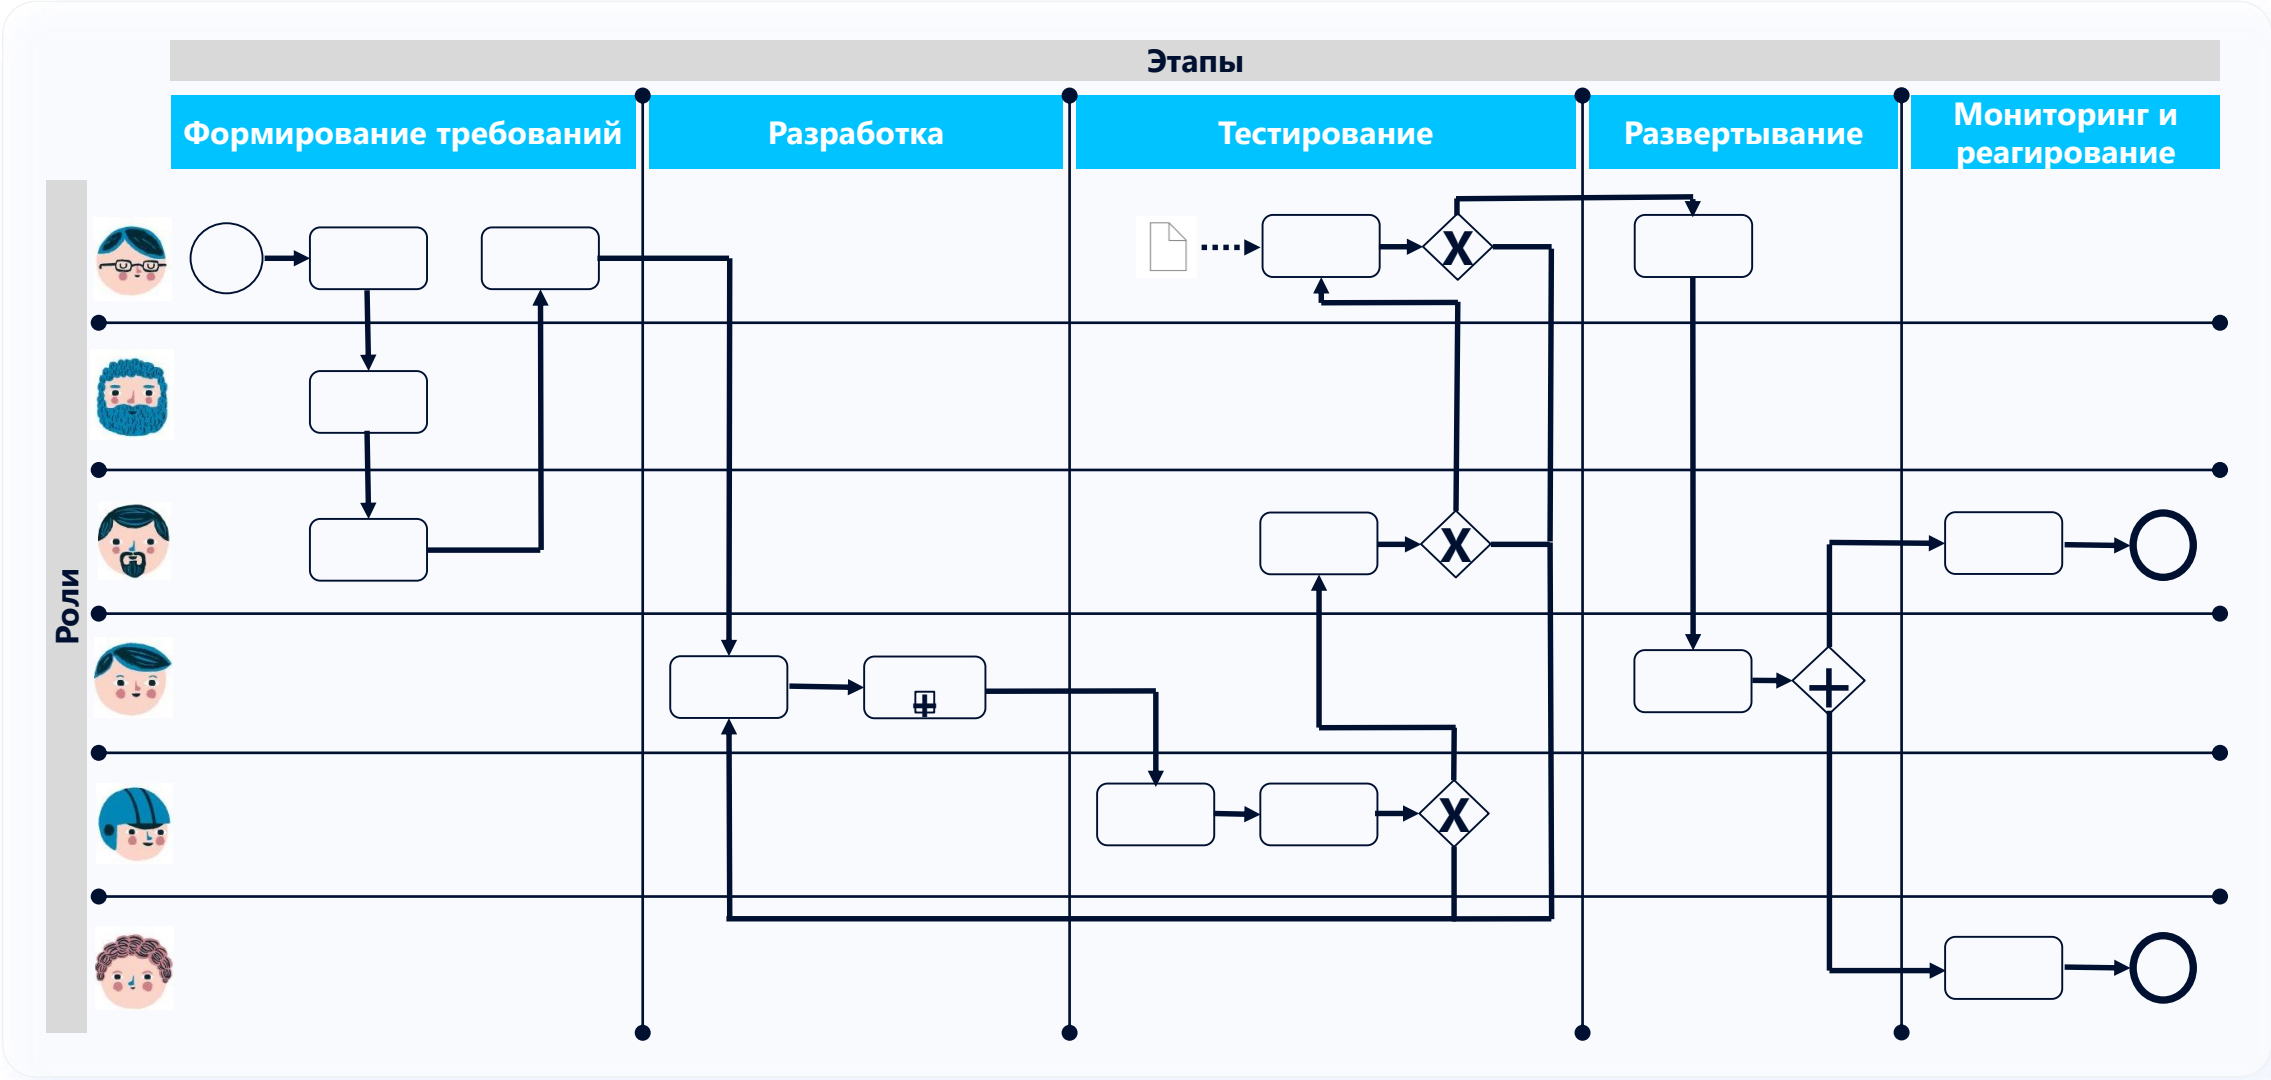 Этапы
Формирование требований
Разработка
Тестирование
Развертывание
Мониторинг и
реагирование
Роли
X
X
X